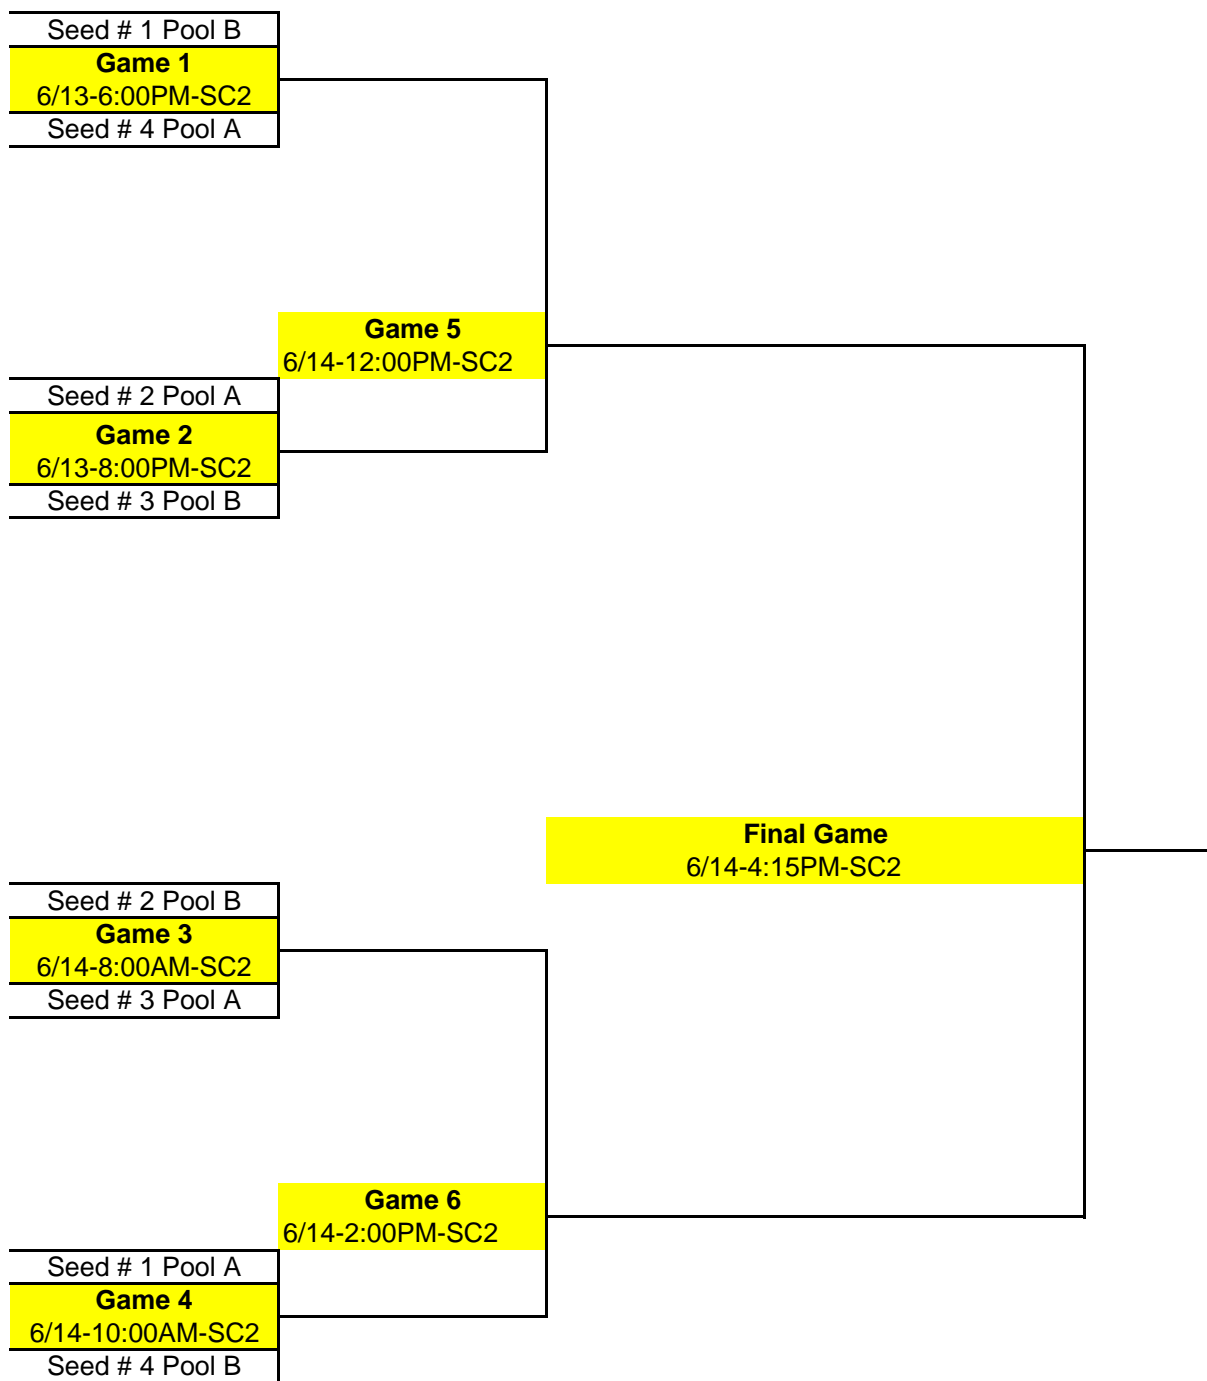 Seed # 1 Pool B
Game 1
6/13-6:00PM-SC2
Seed # 4 Pool A
Game 5
6/14-12:00PM-SC2
Seed # 2 Pool A
Game 2
6/13-8:00PM-SC2
Seed # 3 Pool B
Final Game
6/14-4:15PM-SC2
Seed # 2 Pool B
Game 3
6/14-8:00AM-SC2
Seed # 3 Pool A
Game 6
6/14-2:00PM-SC2
Seed # 1 Pool A
Game 4
6/14-10:00AM-SC2
Seed # 4 Pool B